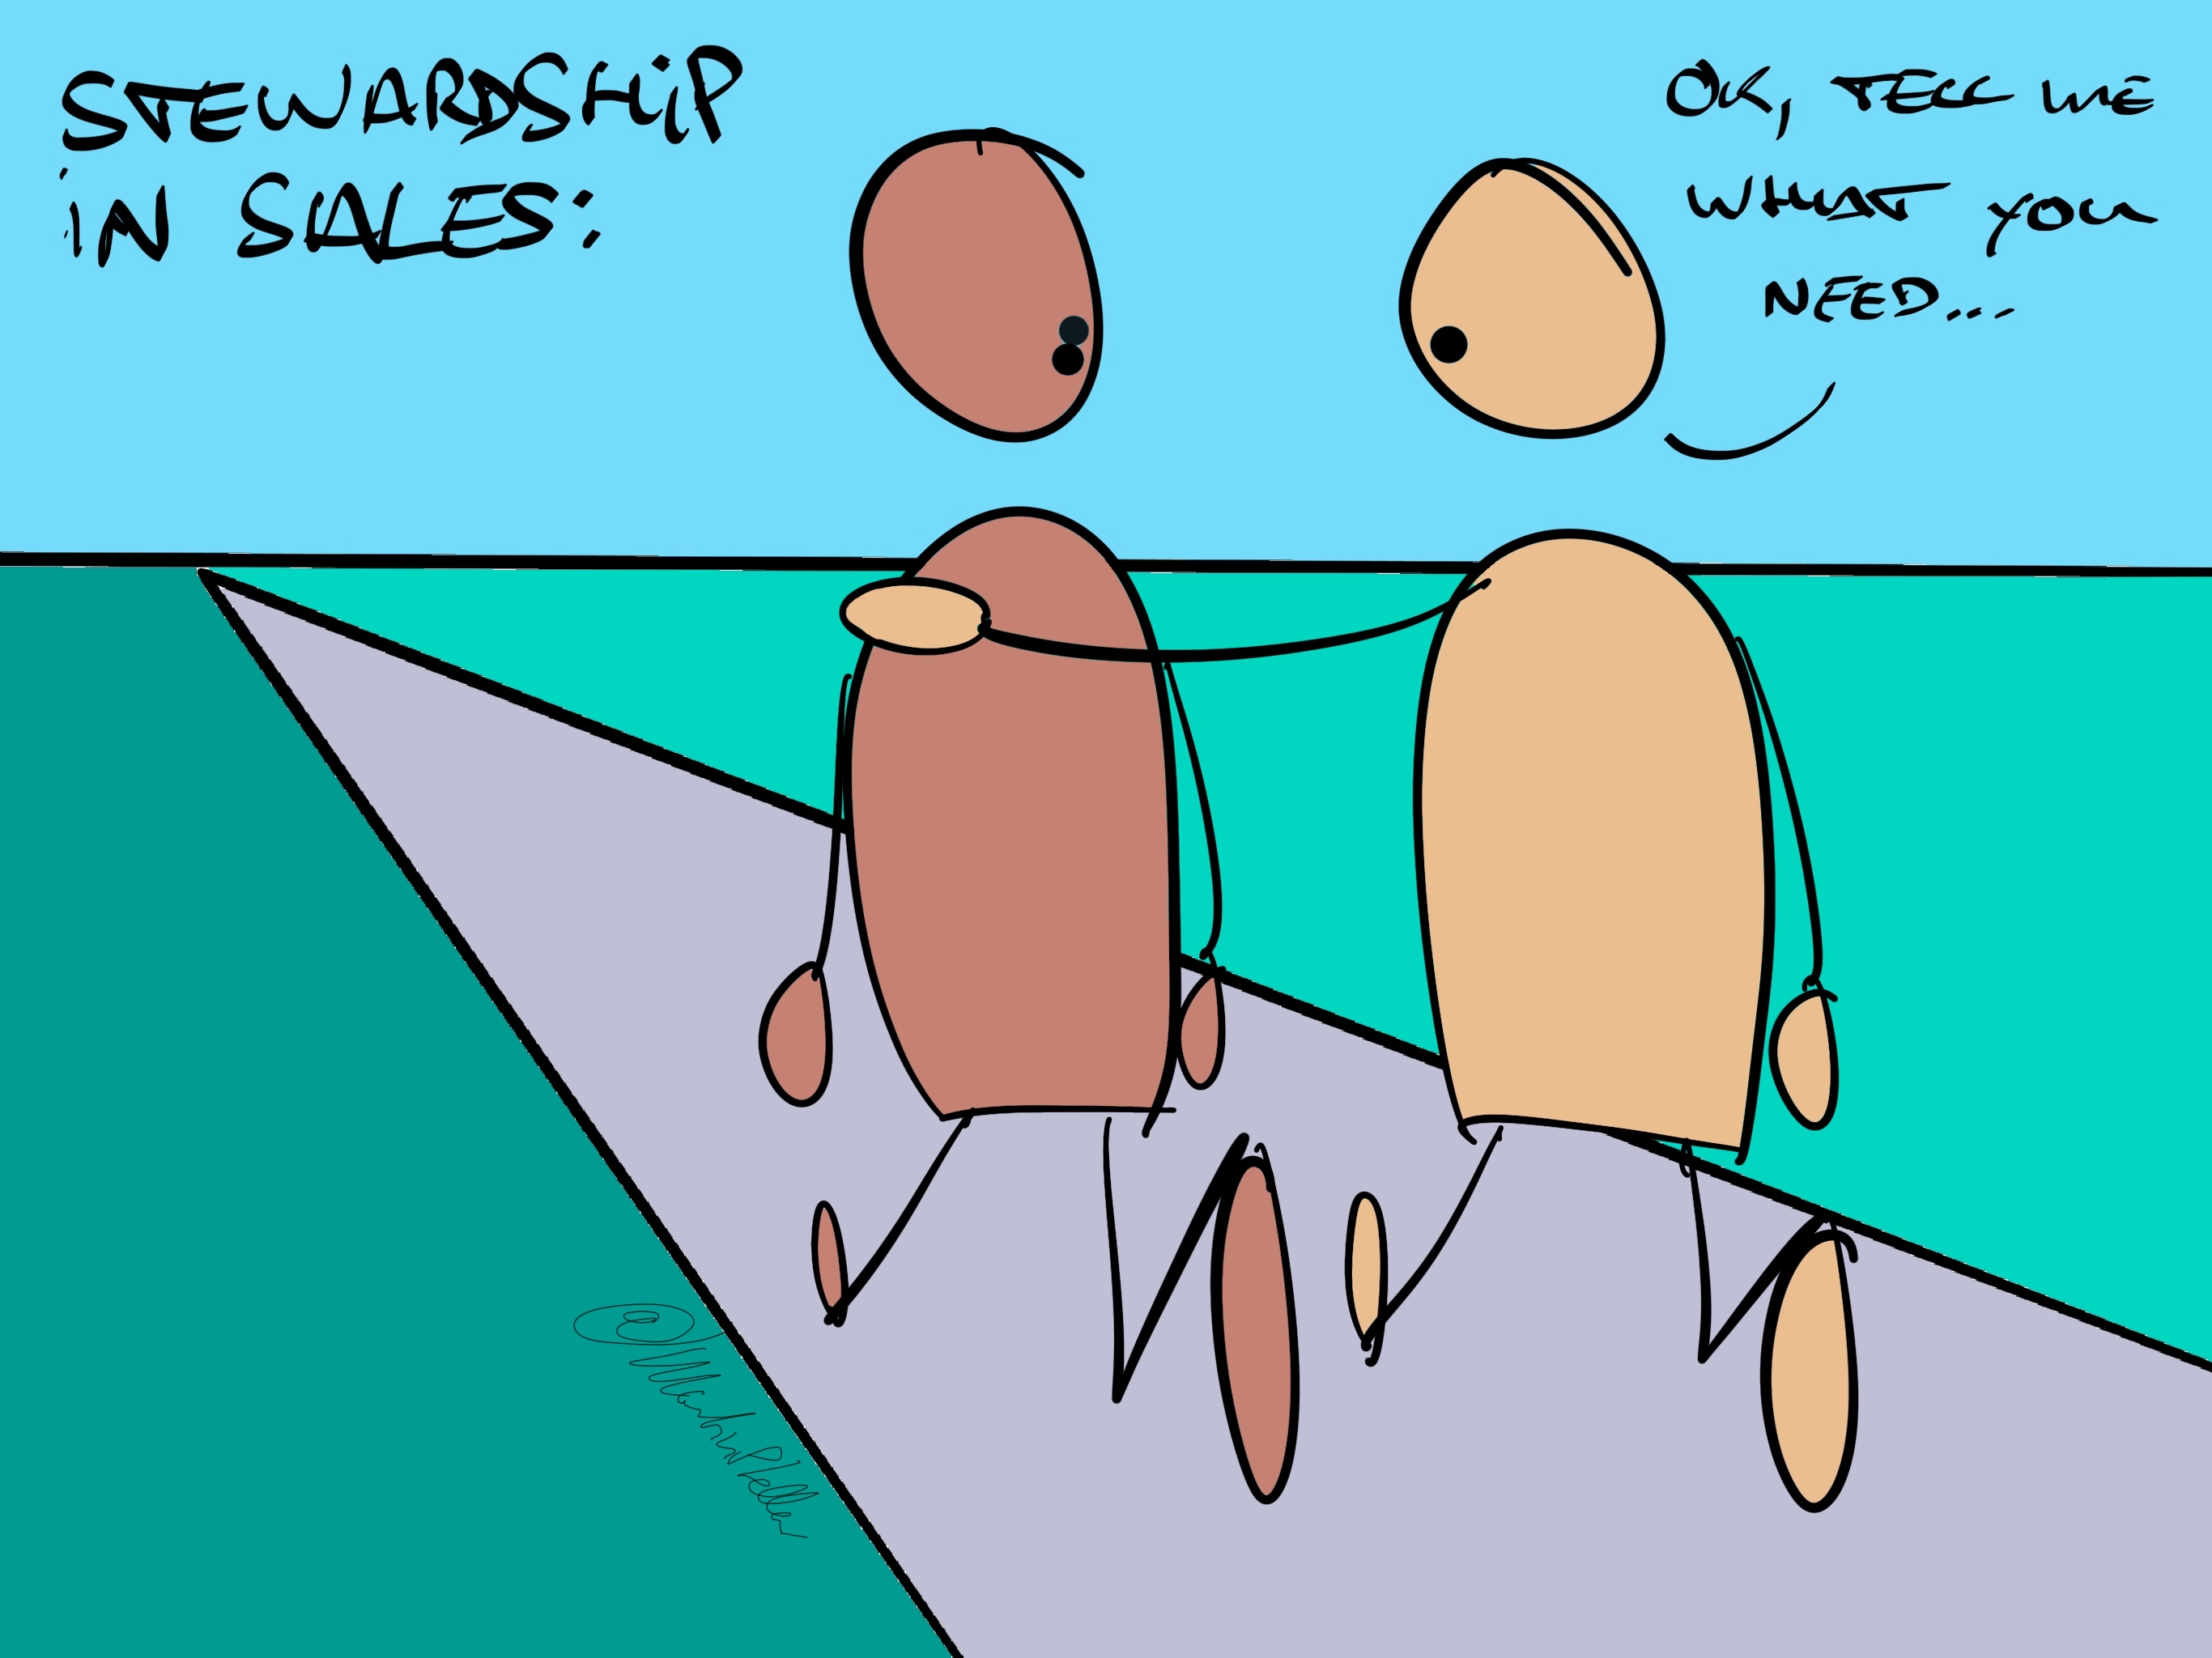 STEWARDSHiP
iN SALES:
OK, TELL ME
WHAT YOU
NEED...